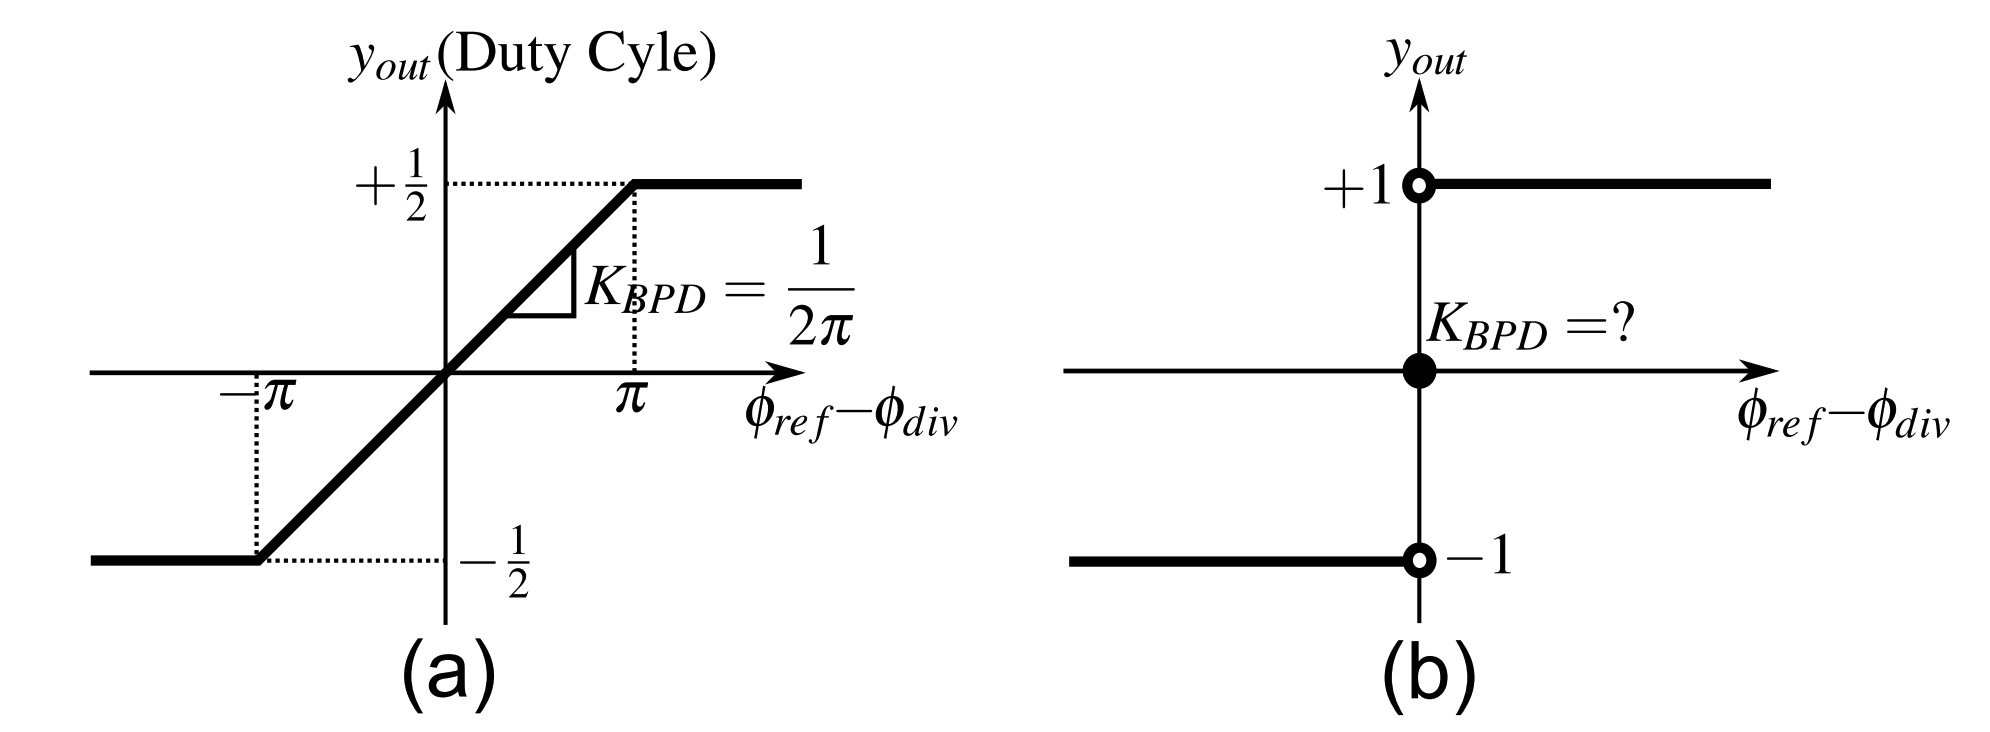 y_out(Duty Cyle)
+ 1/2
K_BPD = 1/2π
−π
π
ϕ_ref−ϕ_div
− 1/2
(a)
y_out
+1
K_BPD =?
ϕ_ref−ϕ_div
−1
(b)